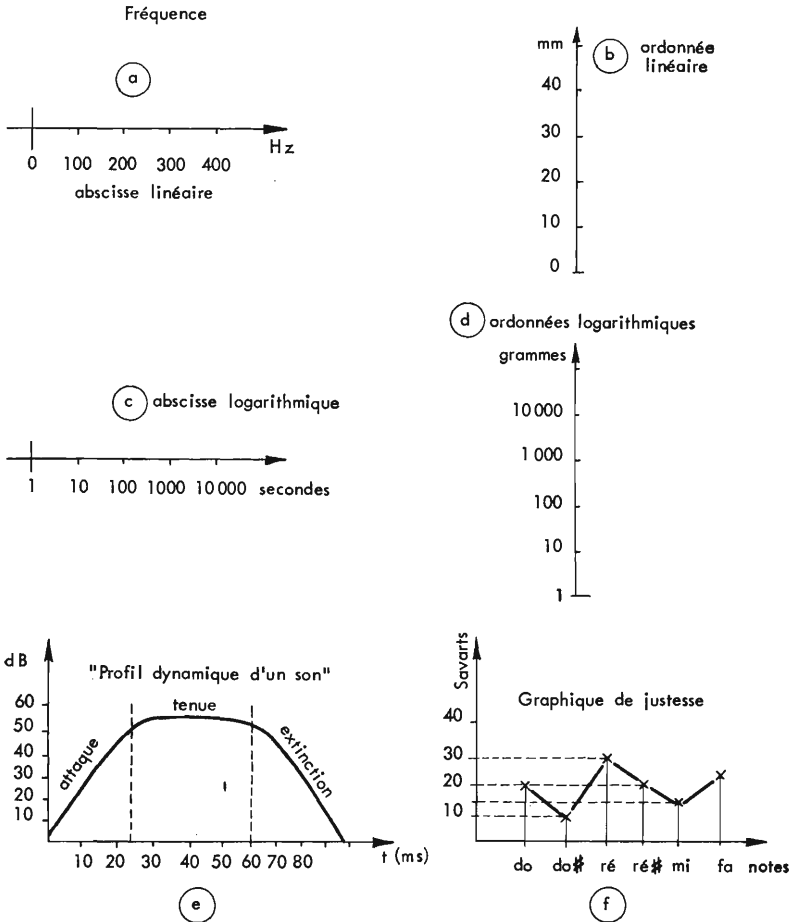 Fréquence
a
Hz
0 100 200 300 400
abscisse linéaire
b ordonnée
linéaire
mm
40
30
20
10
0
c abscisse logarithmique
1 10 100 1000 10 000 secondes
d ordonnées logarithmiques
grammes
10 000
1 000
100
10
1
dB
"Profil dynamique d'un son"
tenue
attaque
extinction
60
50
40
30
20
10
10 20 30 40 50 60 70 80 t (ms)
e
Savarts
Graphique de justesse
40
30
20
10
do do# ré ré# mi fa notes
f